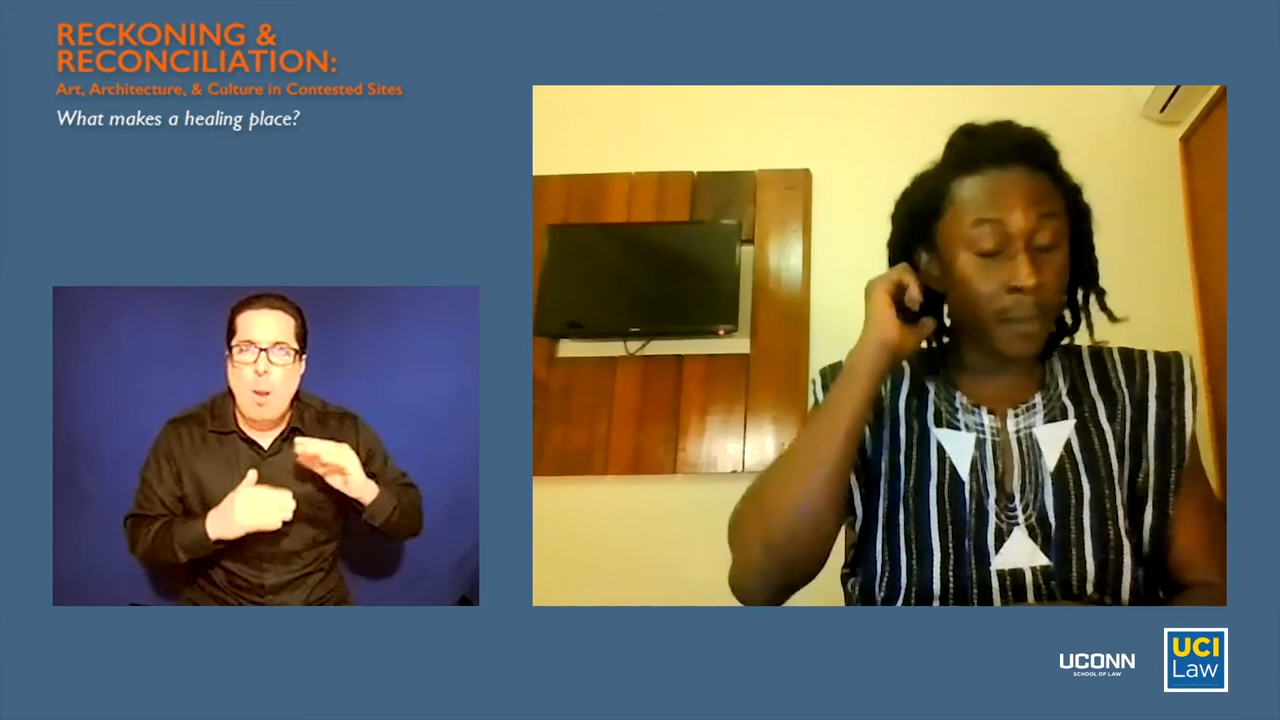 RECKONING &
RECONCILIATION:
Art, Architecture, & Culture in Contested Sites
What makes a healing place?
UCONN
SCHOOL OF LAW
UCI
Law